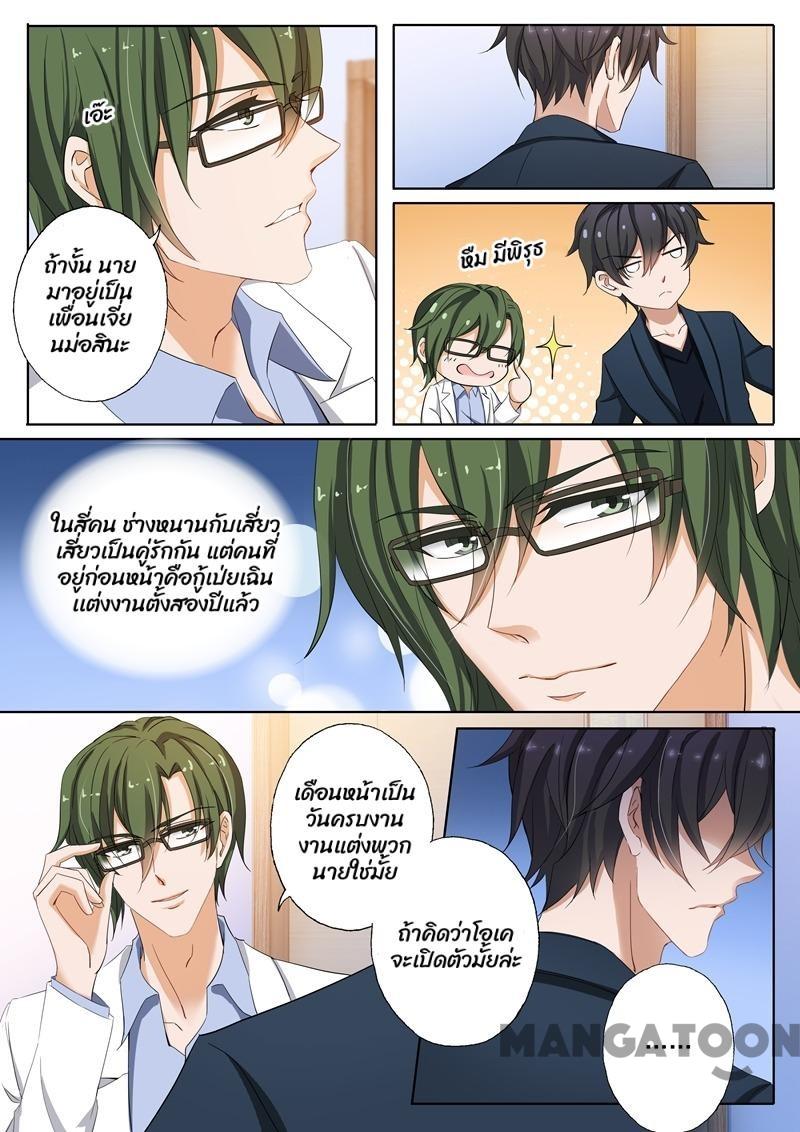 เอ๊ะ
ถ้างั้น นาย
มาอยู่เป็น
เพื่อนเจี่ย
นม่อสินะ
หืม มีพิรุธ
ในสี่คน ช่างหนานกับเสี่ยว
เสี่ยวเป็นคู่รักกัน แต่คนที่
อยู่ก่อนหน้าคือกู้เป่ยเฉิน
แต่งงานตั้งสองปีแล้ว
เดือนหน้าเป็น
วันครบงาน
งานแต่งพวก
นายใช่มั้ย
ถ้าคิดว่าโอเค
จะเปิดตัวมั้ยล่ะ
......
MANGATOON